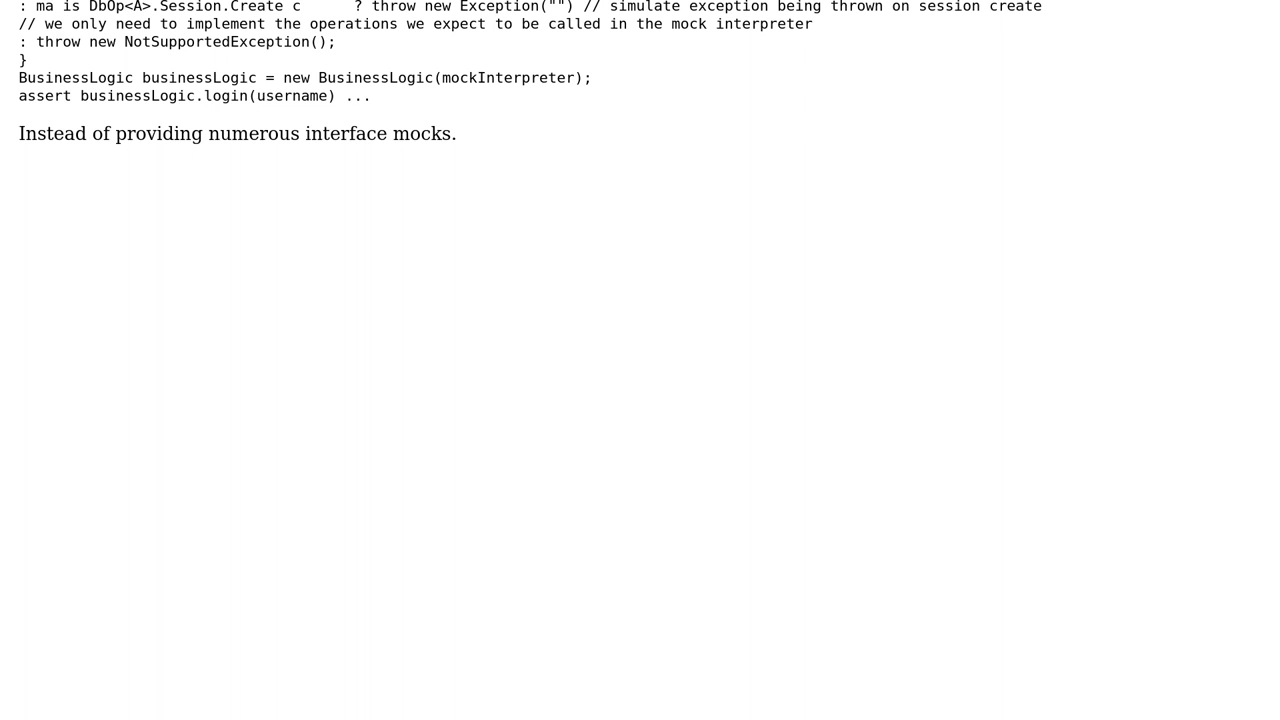 : ma is DbOp<A>.Session.Create c      ? throw new Exception("") // simulate exception being thrown on session create
// we only need to implement the operations we expect to be called in the mock interpreter
: throw new NotSupportedException();
}
BusinessLogic businessLogic = new BusinessLogic(mockInterpreter);
assert businessLogic.login(username) ...
Instead of providing numerous interface mocks.